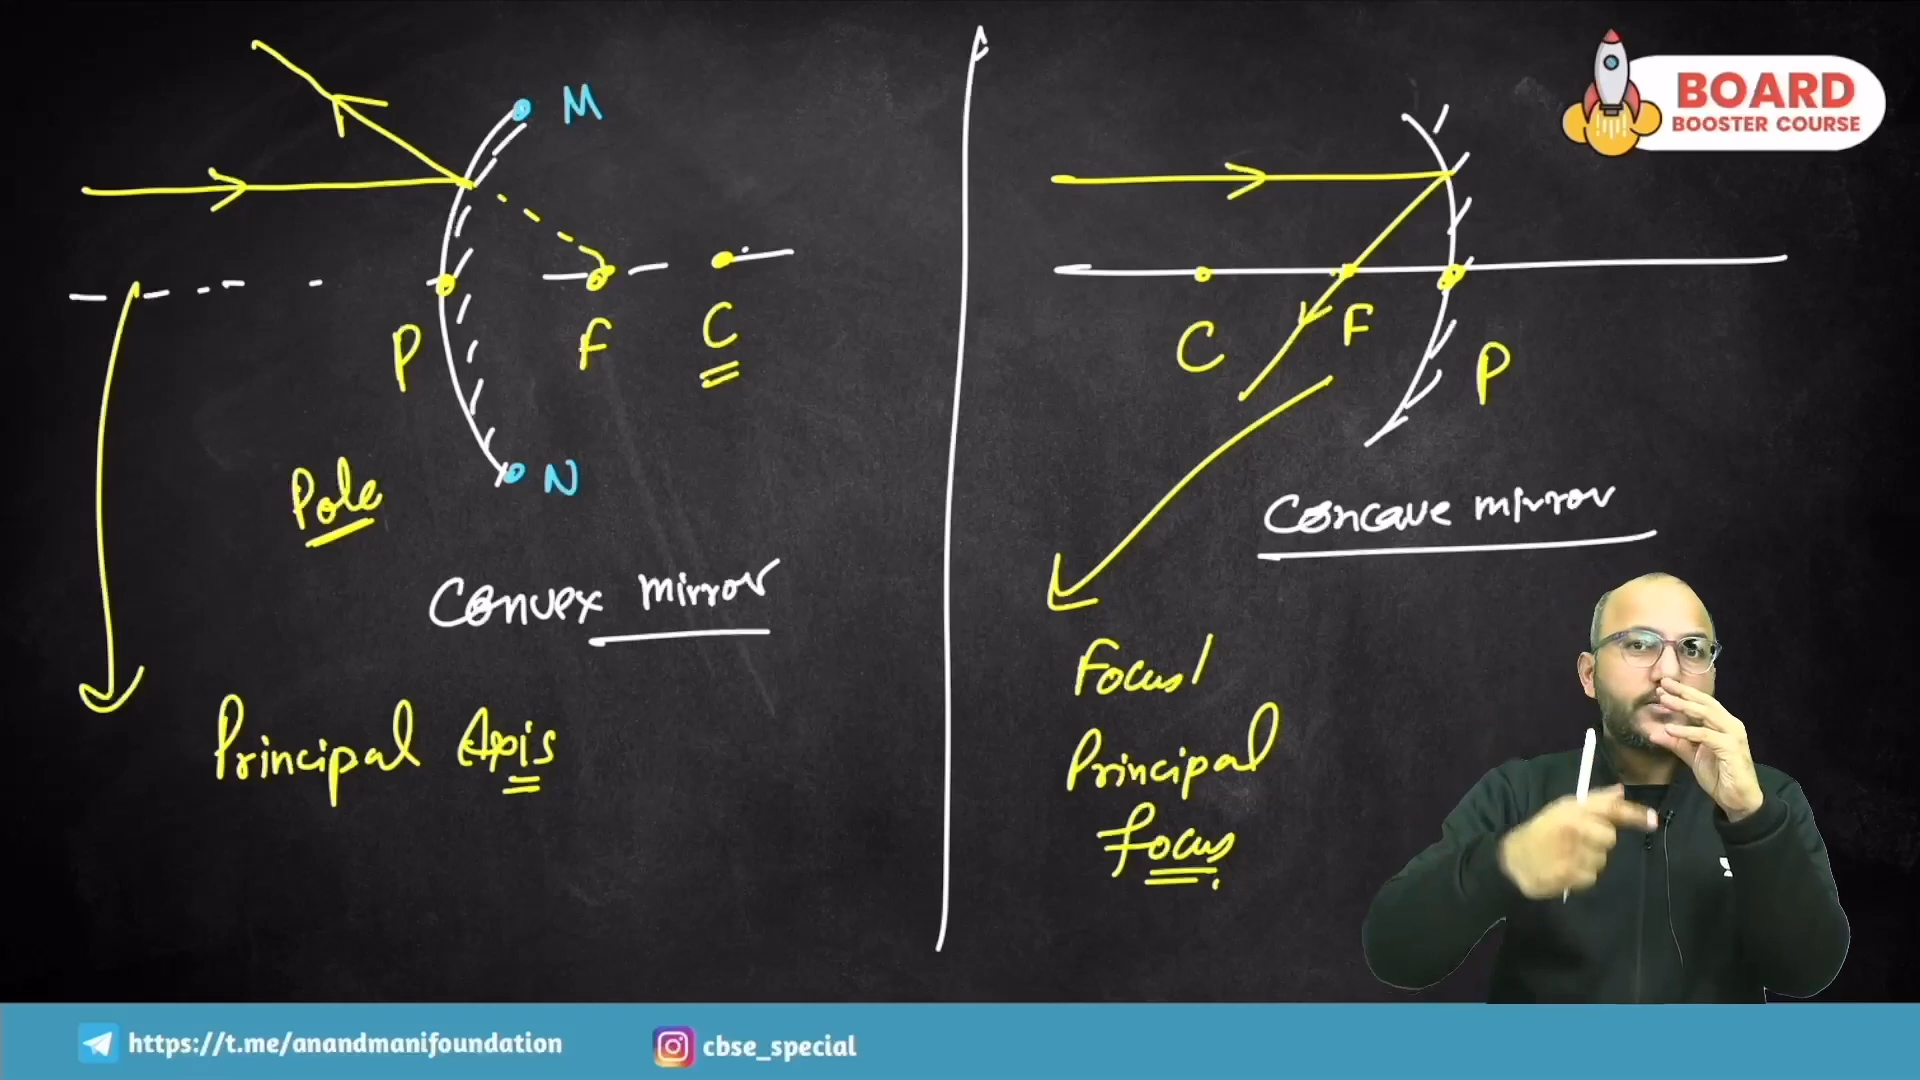 M
P
F
C
N
Pole
Convex mirror
Principal Axis
BOARD
BOOSTER COURSE
C
F
P
Concave mirror
Focus/
Principal
focus
https://t.me/anandmanifoundation
cbse_special